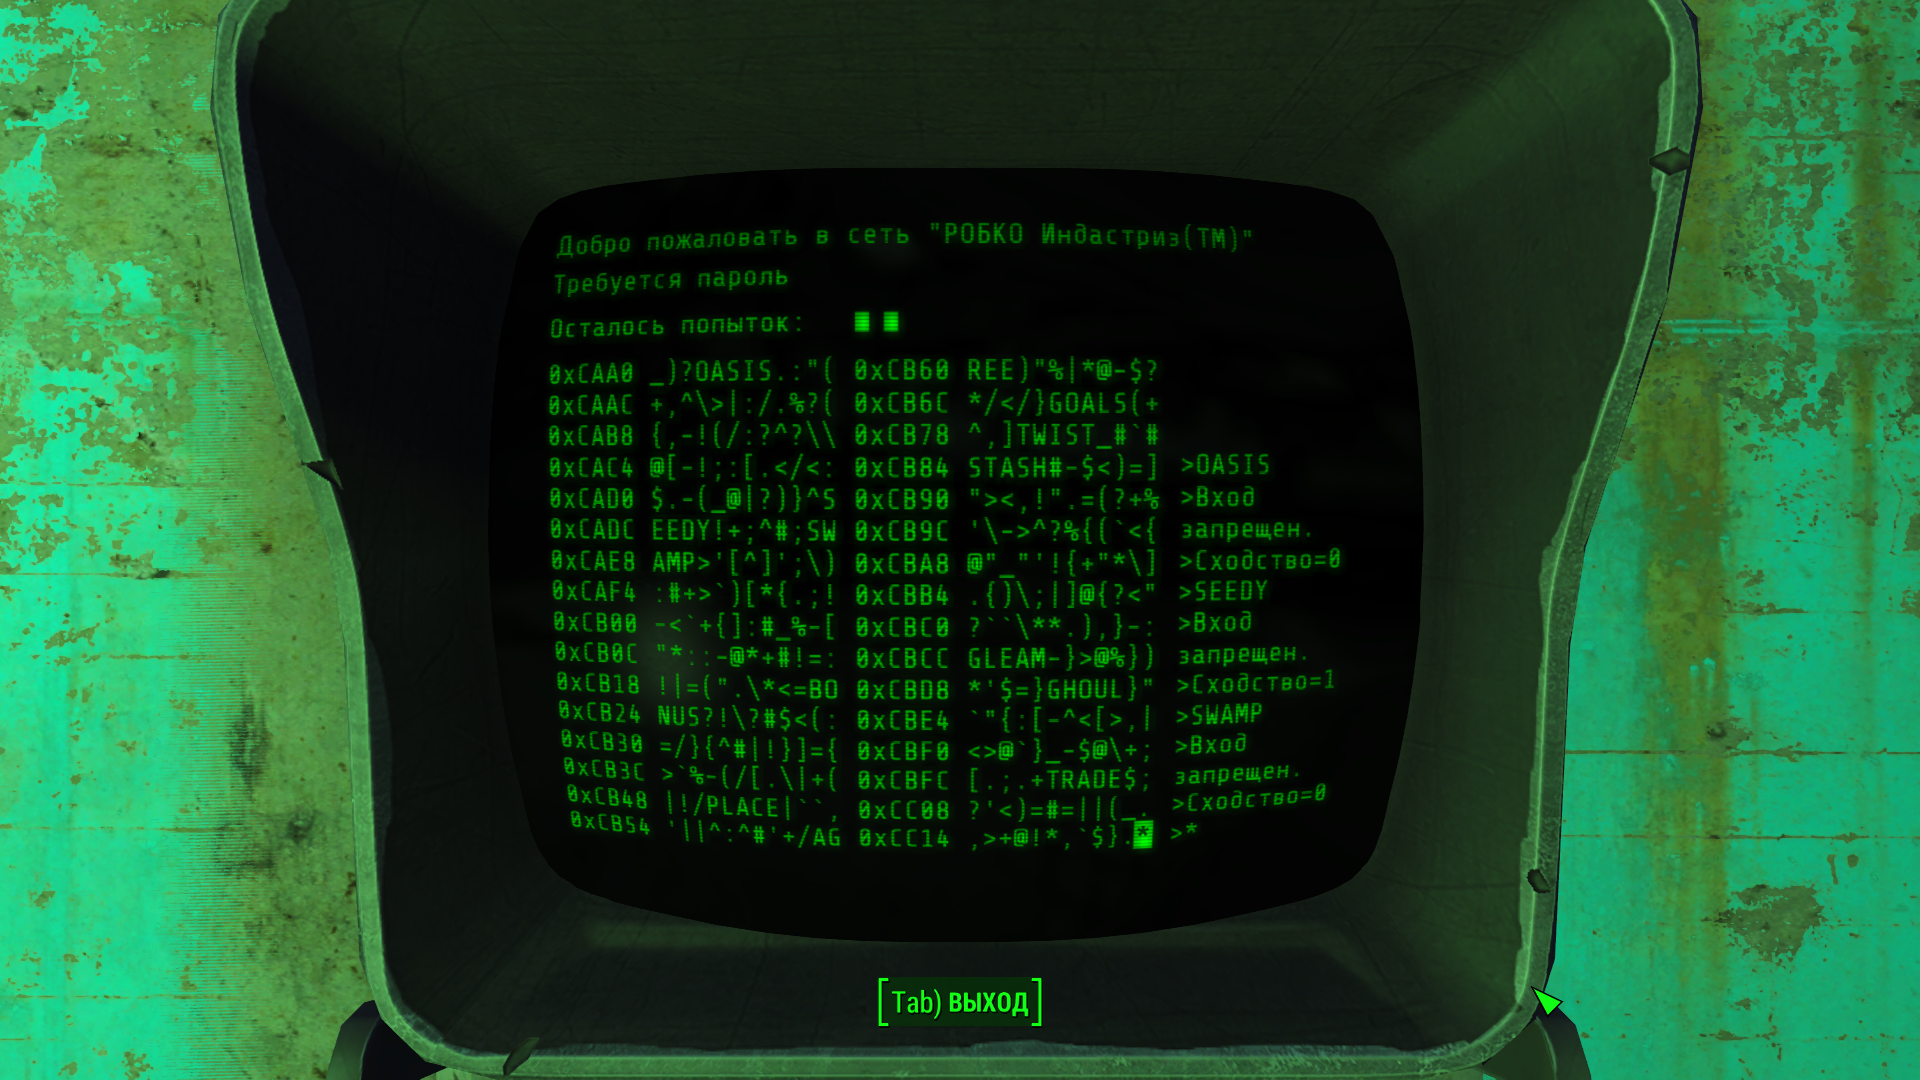 Добро пожаловать в сеть "РОБКО Индастриз(ТМ)"
Требуется пароль
Осталось попыток:
0xCAA0 _)?OASIS.:"( 0xCB60 REE)"%|*@-$?
0xCAAC +,^\>|:/.%?( 0xCB6C */</}GOALS(+
0xCAB8 {,-!(/:?^?\\ 0xCB78 ^,]TWIST_#`#
0xCAC4 @[-!;:[.</<: 0xCB84 STASH#-$<)=] >OASIS
0xCAD0 $.-(_@|?)}^S 0xCB90 "><,!".=(?+% >Вход
0xCADC EEDY!+;^#;SW 0xCB9C '\->^?%{(`<{ запрещен.
0xCAE8 AMP>'[^]';\) 0xCBA8 @"_"'!{+"*\] >Сходство=0
0xCAF4 :#+>`)[*{.;! 0xCBB4 .{)\;|]@{?<" >SEEDY
0xCB00 -<`+{]:#_%-[ 0xCBC0 ?``\**.),}-: >Вход
0xCB0C "*::-@*+#!=: 0xCBCC GLEAM-}>@%}) запрещен.
0xCB18 !|=(".\*<=BO 0xCBD8 *'$=}GHOUL}" >Сходство=1
0xCB24 NUS?!\?#$<(: 0xCBE4 `"{:[-^<[>,| >SWAMP
0xCB30 =/}{^#|!}]={ 0xCBF0 <>@`}_-$@\+; >Вход
0xCB3C >`%-(/[.\|+( 0xCBFC [.;.+TRADE$; запрещен.
0xCB48 |!/PLACE|``, 0xCC08 ?'<)=#=||(_. >Сходство=0
0xCB54 '||^:^#'+/AG 0xCC14 ,>+@!*,`$}.* >*
Tab) ВЫХОД